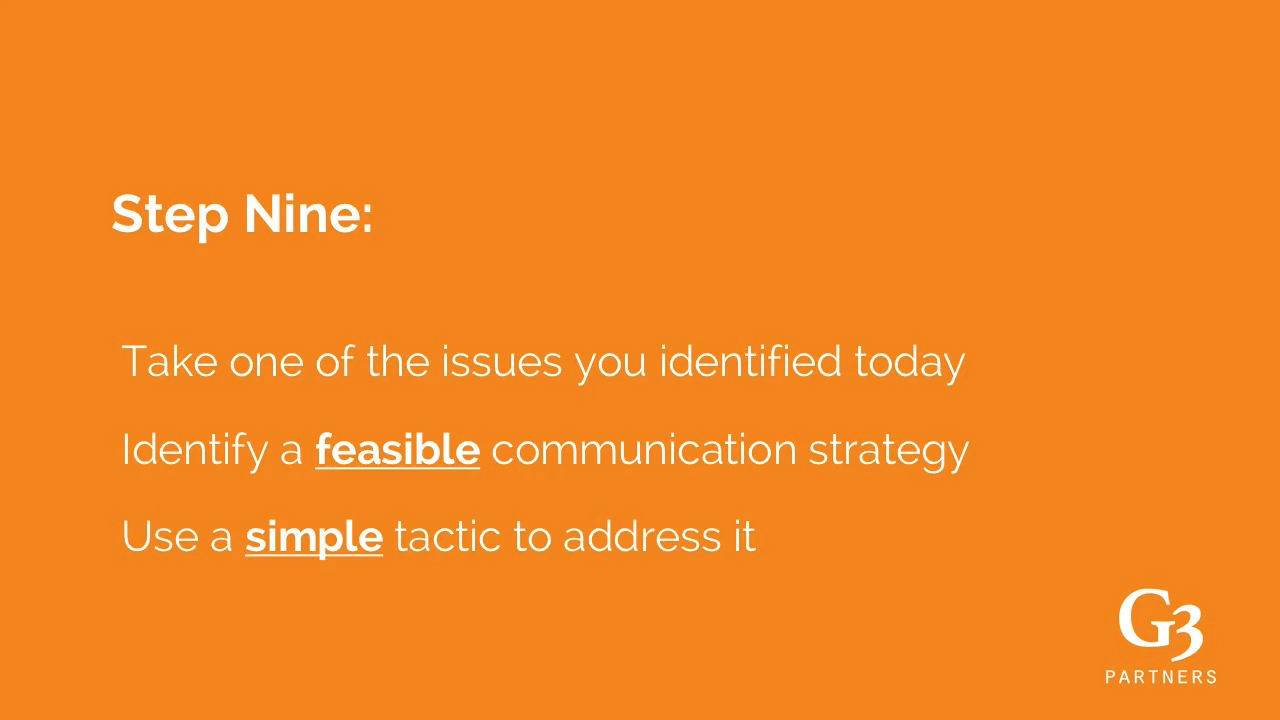 Step Nine:
Take one of the issues you identified today
Identify a feasible communication strategy
Use a simple tactic to address it
G3
PARTNERS